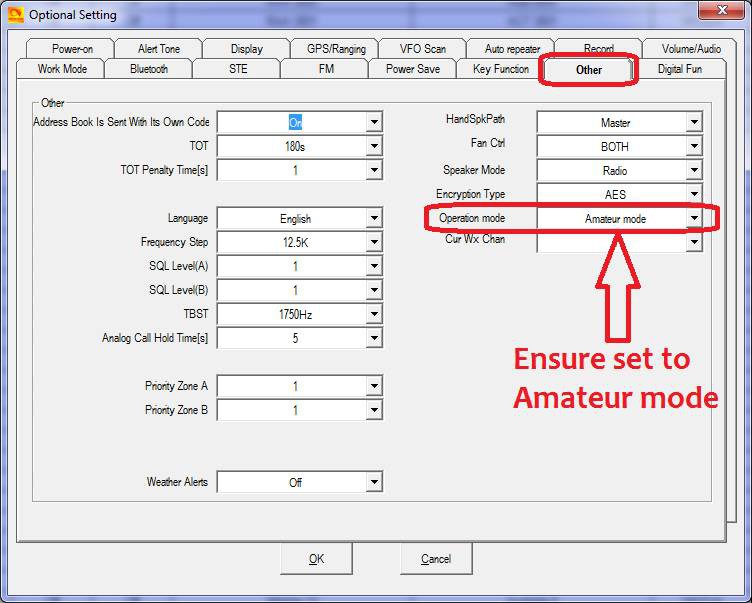 Optional Setting
Power-on Alert Tone Display GPS/Ranging VFO Scan Auto repeater Record Volume/Audio
Work Mode Bluetooth STE FM Power Save Key Function Other Digital Fun
Other
Address Book Is Sent With Its Own Code On
TOT 180s
TOT Penalty Time[s] 1
Language English
Frequency Step 12.5K
SQL Level(A) 1
SQL Level(B) 1
TBST 1750Hz
Analog Call Hold Time[s] 5
Priority Zone A 1
Priority Zone B 1
Weather Alerts Off
HandSpkPath Master
Fan Ctrl BOTH
Speaker Mode Radio
Encryption Type AES
Operation mode Amateur mode
Cur Wx Chan
Ensure set to
Amateur mode
OK Cancel